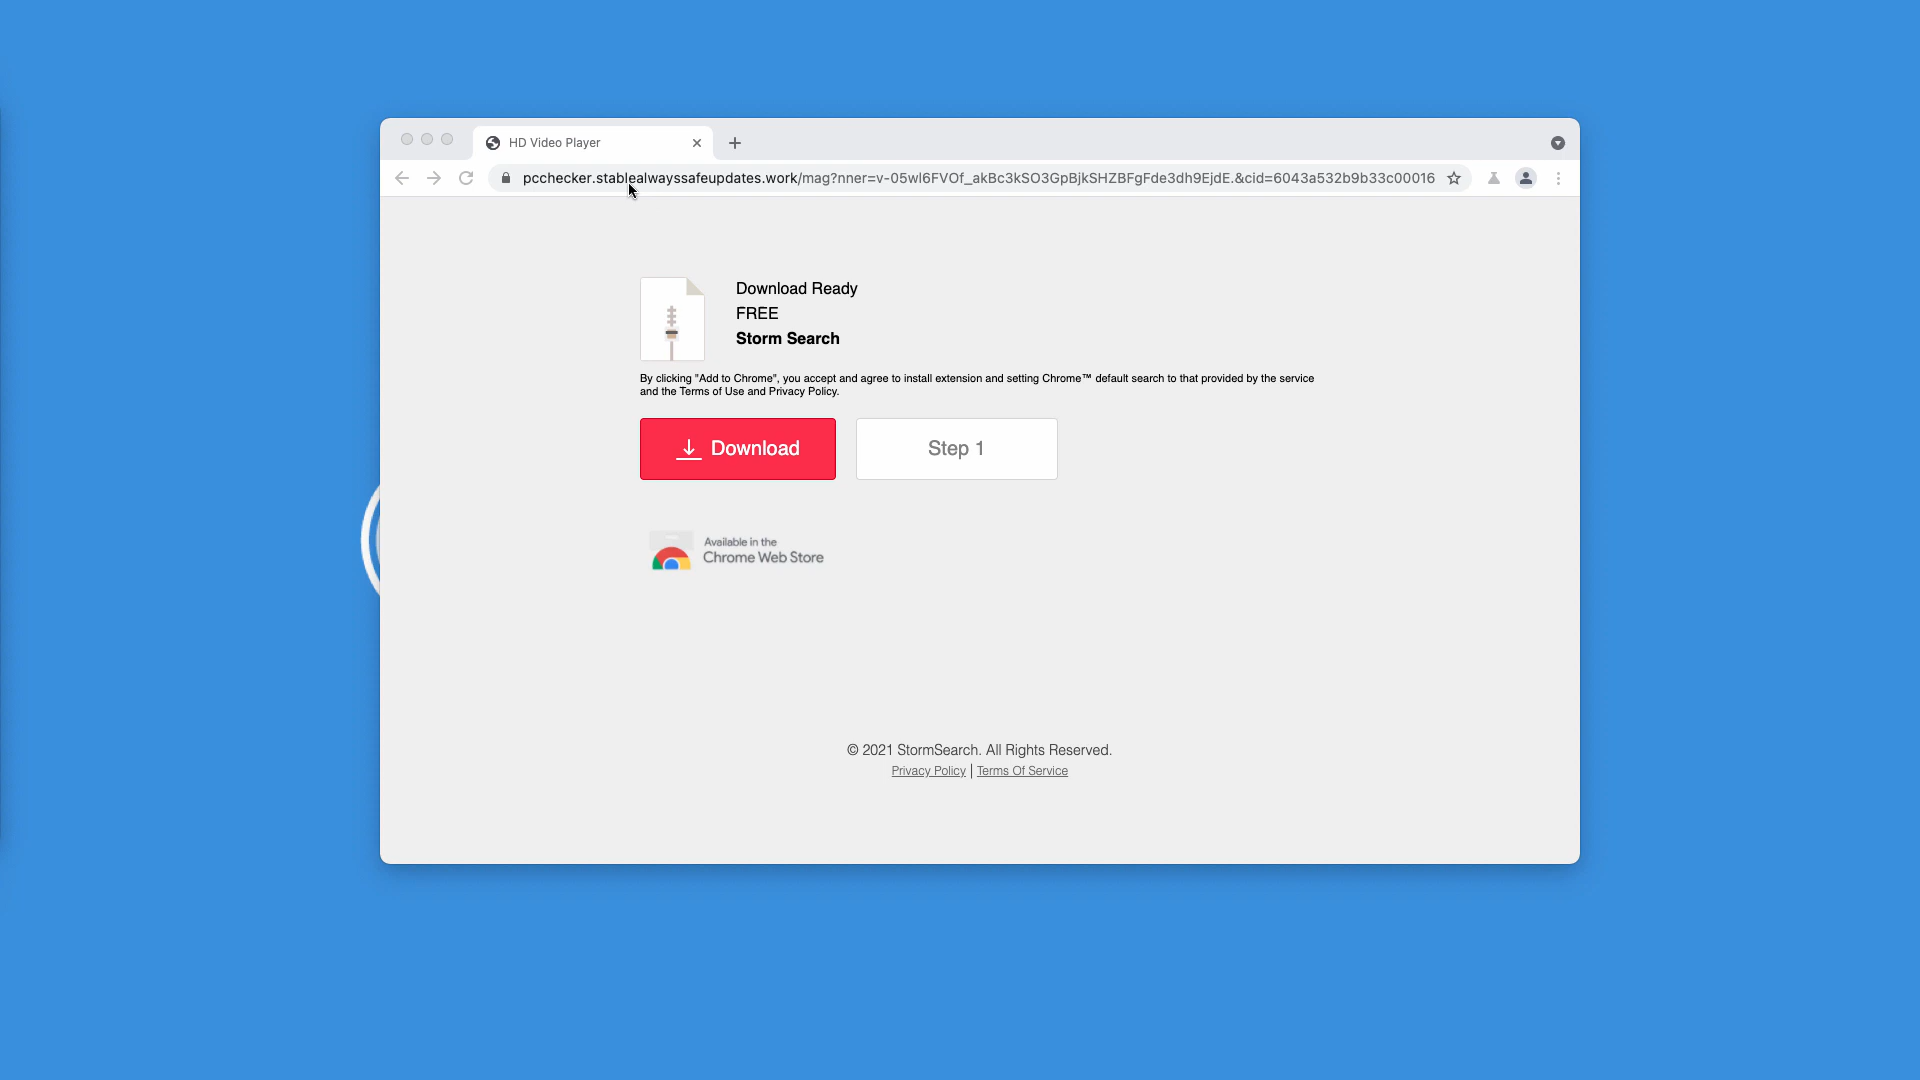 HD Video Player
pcchecker.stablealwayssafeupdates.work/mag?nner=v-05wl6FVOf_akBc3kSO3GpBjkSHZBFgFde3dh9EjdE.&cid=6043a532b9b33c00016
Download Ready
FREE
Storm Search
By clicking "Add to Chrome", you accept and agree to install extension and setting Chrome™ default search to that provided by the service
and the Terms of Use and Privacy Policy.
Download
Step 1
Available in the
Chrome Web Store
© 2021 StormSearch. All Rights Reserved.
Privacy Policy | Terms Of Service